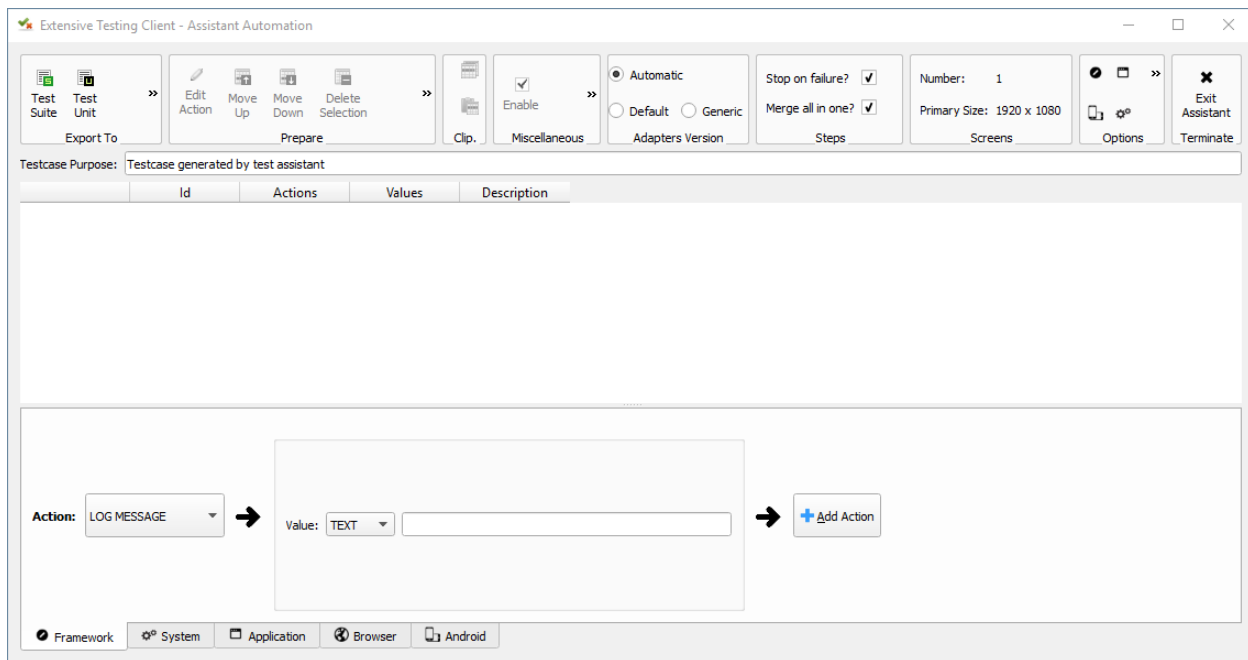 Extensive Testing Client - Assistant Automation
Test Suite
Test Unit
»
Export To
Edit Action
Move Up
Move Down
Delete Selection
»
Prepare
Clip.
Enable
»
Miscellaneous
Automatic
Default
Generic
Adapters Version
Stop on failure?
Merge all in one?
Steps
Number: 1
Primary Size: 1920 x 1080
Screens
»
Options
Exit Assistant
Terminate
Testcase Purpose: Testcase generated by test assistant
Id Actions Values Description
Action: LOG MESSAGE
Value: TEXT
Add Action
Framework System Application Browser Android